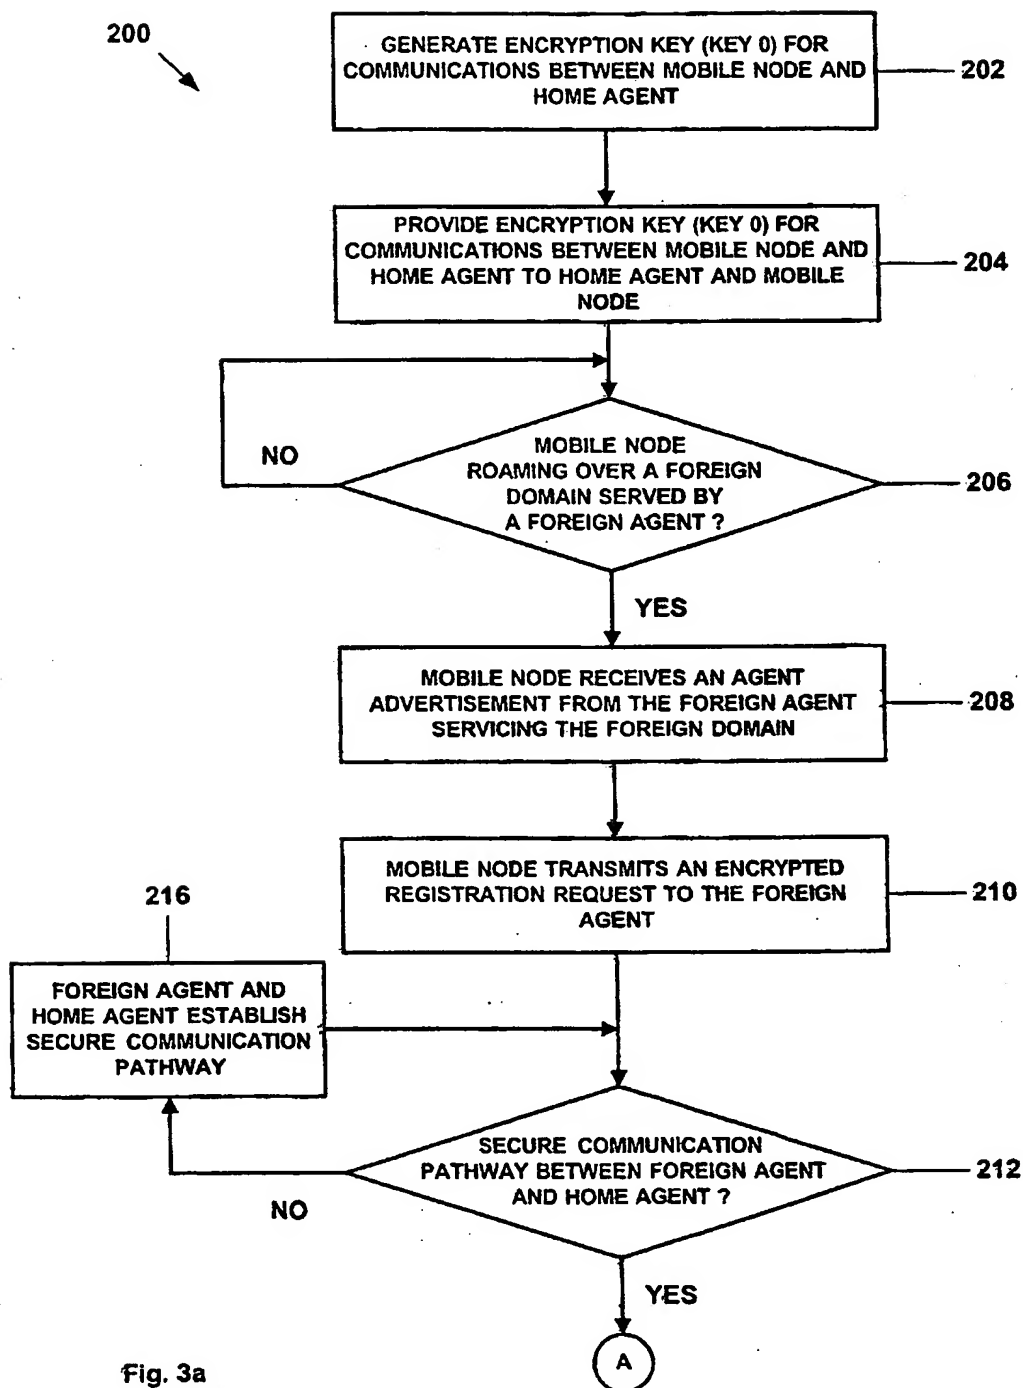 200
GENERATE ENCRYPTION KEY (KEY 0) FOR
COMMUNICATIONS BETWEEN MOBILE NODE AND
HOME AGENT
202
PROVIDE ENCRYPTION KEY (KEY 0) FOR
COMMUNICATIONS BETWEEN MOBILE NODE AND
HOME AGENT TO HOME AGENT AND MOBILE
NODE
204
NO
MOBILE NODE
ROAMING OVER A FOREIGN
DOMAIN SERVED BY
A FOREIGN AGENT ?
206
YES
MOBILE NODE RECEIVES AN AGENT
ADVERTISEMENT FROM THE FOREIGN AGENT
SERVICING THE FOREIGN DOMAIN
208
MOBILE NODE TRANSMITS AN ENCRYPTED
REGISTRATION REQUEST TO THE FOREIGN
AGENT
210
216
FOREIGN AGENT AND
HOME AGENT ESTABLISH
SECURE COMMUNICATION
PATHWAY
SECURE COMMUNICATION
PATHWAY BETWEEN FOREIGN AGENT
AND HOME AGENT ?
212
NO
YES
A
Fig. 3a